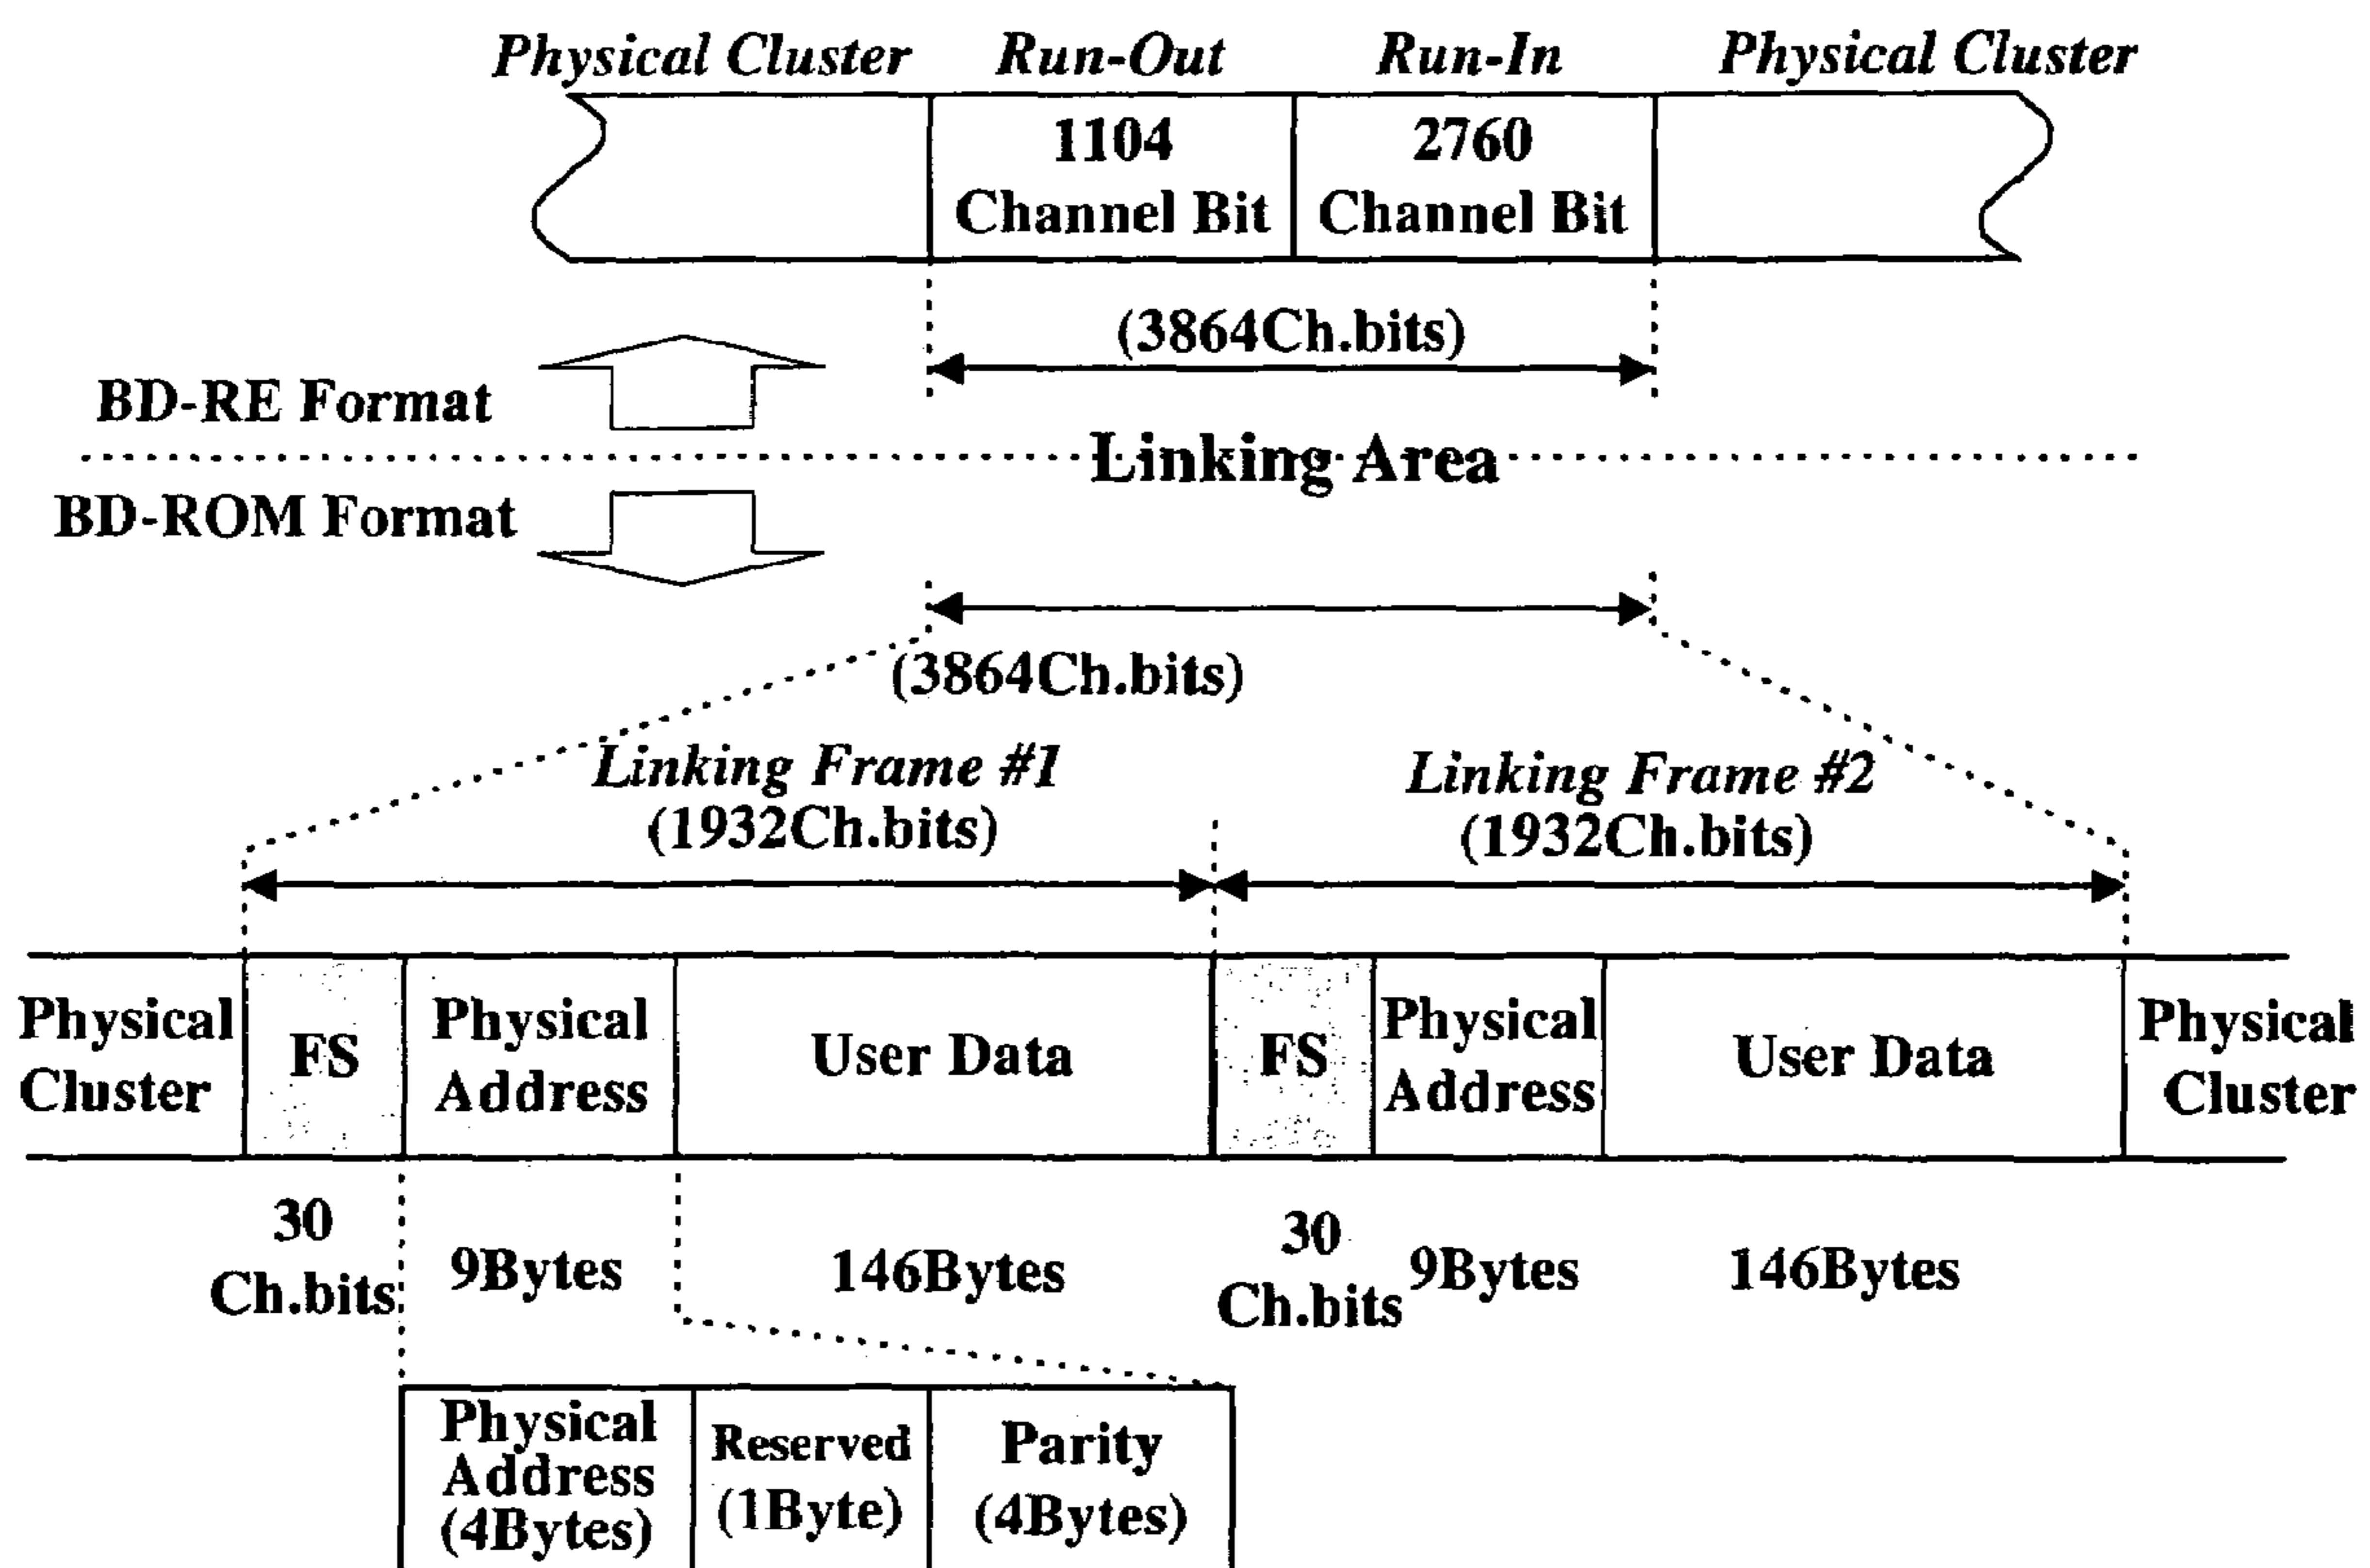 Physical Cluster Run-Out Run-In Physical Cluster
1104 2760
Channel Bit Channel Bit
(3864Ch.bits)
BD-RE Format
Linking Area
BD-ROM Format
(3864Ch.bits)
Linking Frame #1 Linking Frame #2
(1932Ch.bits) (1932Ch.bits)
Physical Physical Physical Physical
FS User Data FS User Data
Cluster Address Address Cluster
30 30
9Bytes 146Bytes 9Bytes 146Bytes
Ch.bits Ch.bits
Physical
Address
(4Bytes)
Reserved
(1Byte)
Parity
(4Bytes)